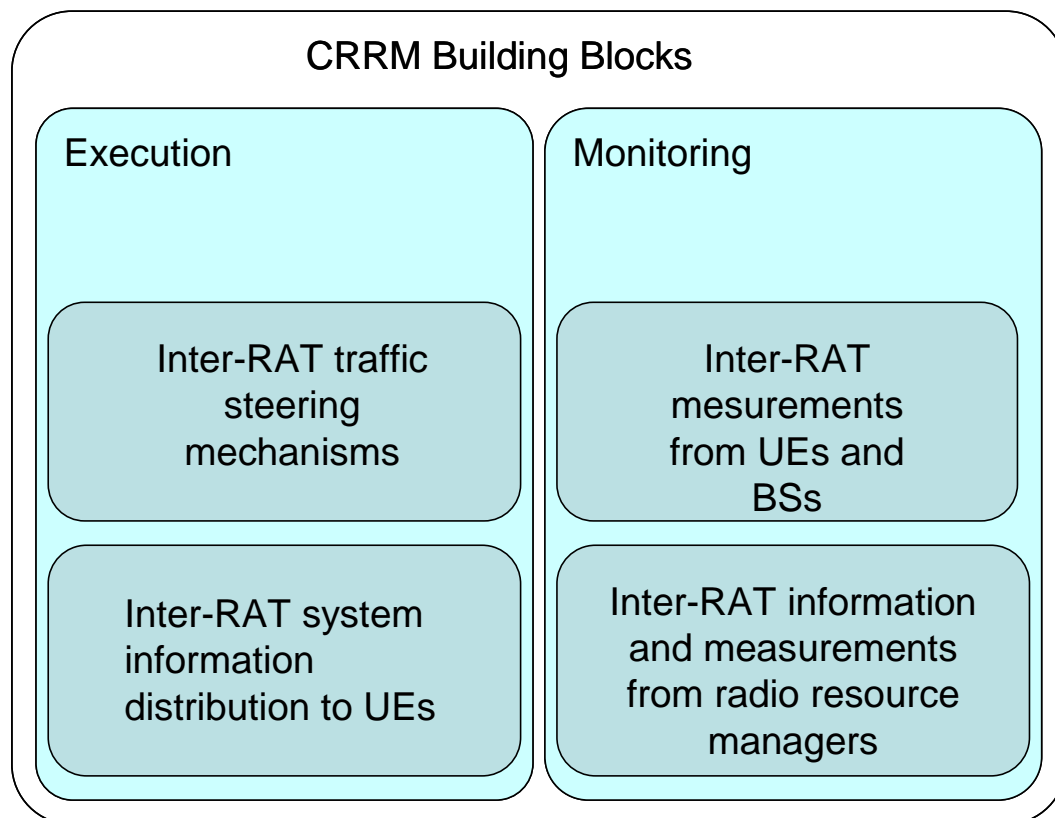 CRRM Building Blocks
Execution
Inter-RAT traffic
steering
mechanisms
Inter-RAT system
information
distribution to UEs
Monitoring
Inter-RAT
mesurements
from UEs and
BSs
Inter-RAT information
and measurements
from radio resource
managers